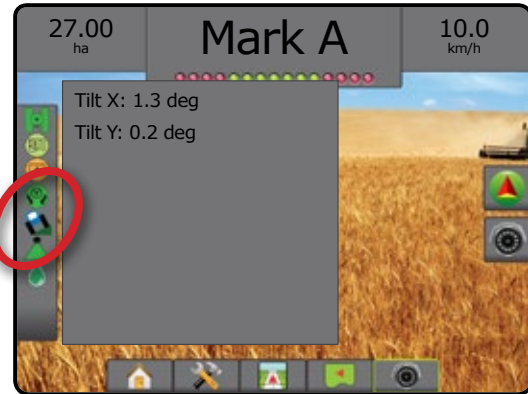 27.00
ha
Mark A
10.0
km/h
Tilt X: 1.3 deg
Tilt Y: 0.2 deg